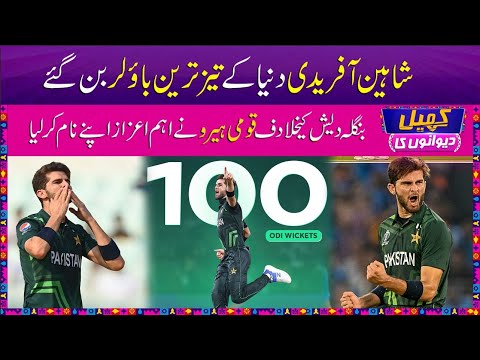 شاہین آفریدی دنیا کے تیز ترین باؤلر بن گئے
بنگلہ دیش کیخلاف قومی ہیرو نے اہم اعزاز اپنے نام کرلیا
کھیل
دیوانوں کا
100
ODI WICKETS
PAKISTAN
PAKISTAN